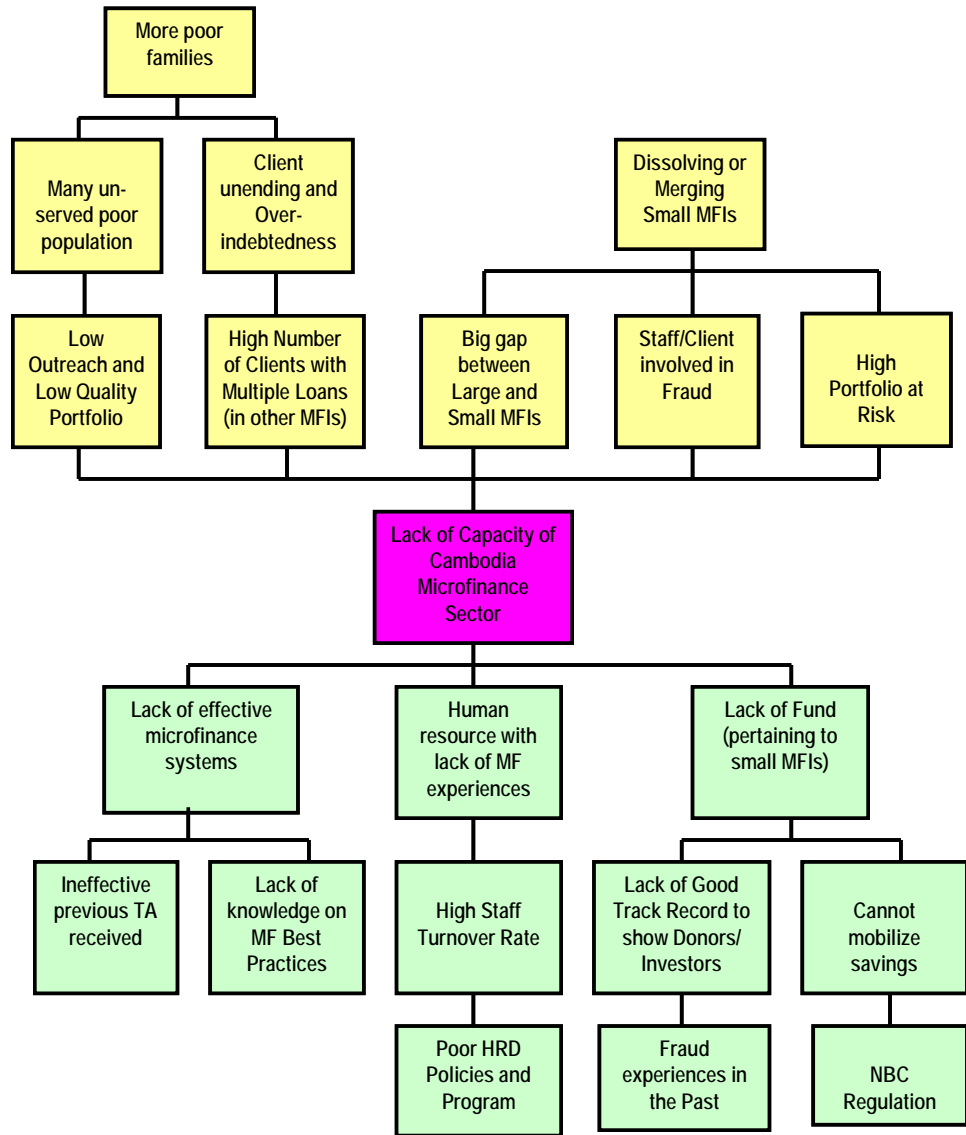 More poor
families
Many un-
served poor
population
Client
unending and
Over-
indebtedness
Dissolving or
Merging
Small MFIs
Low
Outreach and
Low Quality
Portfolio
High Number
of Clients with
Multiple Loans
(in other MFIs)
Big gap
between
Large and
Small MFIs
Staff/Client
involved in
Fraud
High
Portfolio at
Risk
Lack of Capacity of
Cambodia
Microfinance
Sector
Lack of effective
microfinance
systems
Human
resource with
lack of MF
experiences
Lack of Fund
(pertaining to
small MFIs)
Ineffective
previous TA
received
Lack of
knowledge on
MF Best
Practices
High Staff
Turnover Rate
Lack of Good
Track Record to
show Donors/
Investors
Cannot
mobilize
savings
Poor HRD
Policies and
Program
Fraud
experiences in
the Past
NBC
Regulation